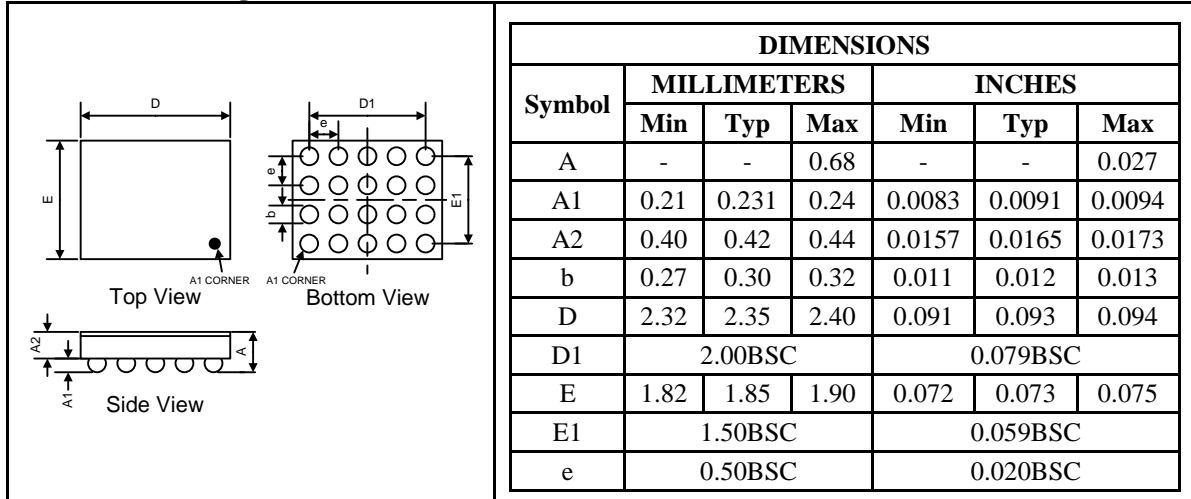 D
E
A1 CORNER
Top View
D1
e
e
b
E1
A1 CORNER
Bottom View
A2
A
A1
Side View
DIMENSIONS
Symbol MILLIMETERS INCHES
Min Typ Max Min Typ Max
A - - 0.68 - - 0.027
A1 0.21 0.231 0.24 0.0083 0.0091 0.0094
A2 0.40 0.42 0.44 0.0157 0.0165 0.0173
b 0.27 0.30 0.32 0.011 0.012 0.013
D 2.32 2.35 2.40 0.091 0.093 0.094
D1 2.00BSC 0.079BSC
E 1.82 1.85 1.90 0.072 0.073 0.075
E1 1.50BSC 0.059BSC
e 0.50BSC 0.020BSC